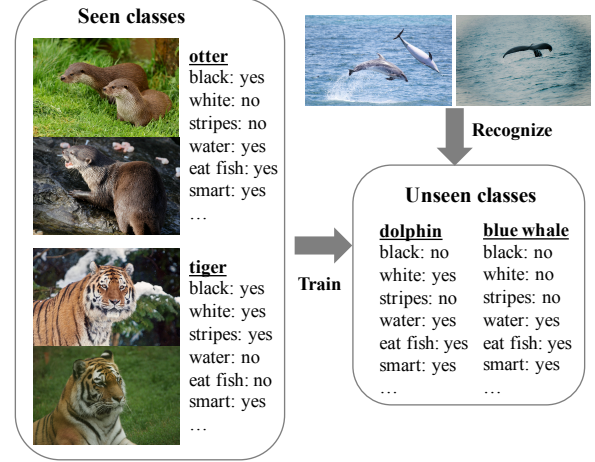 Seen classes
otter
black: yes
white: no
stripes: no
water: yes
eat fish: yes
smart: yes
…
tiger
black: yes
white: yes
stripes: yes
water: no
eat fish: no
smart: yes
…
Train
Recognize
Unseen classes
dolphin
black: no
white: yes
stripes: no
water: yes
eat fish: yes
smart: yes
…
blue whale
black: no
white: no
stripes: no
water: yes
eat fish: yes
smart: yes
…